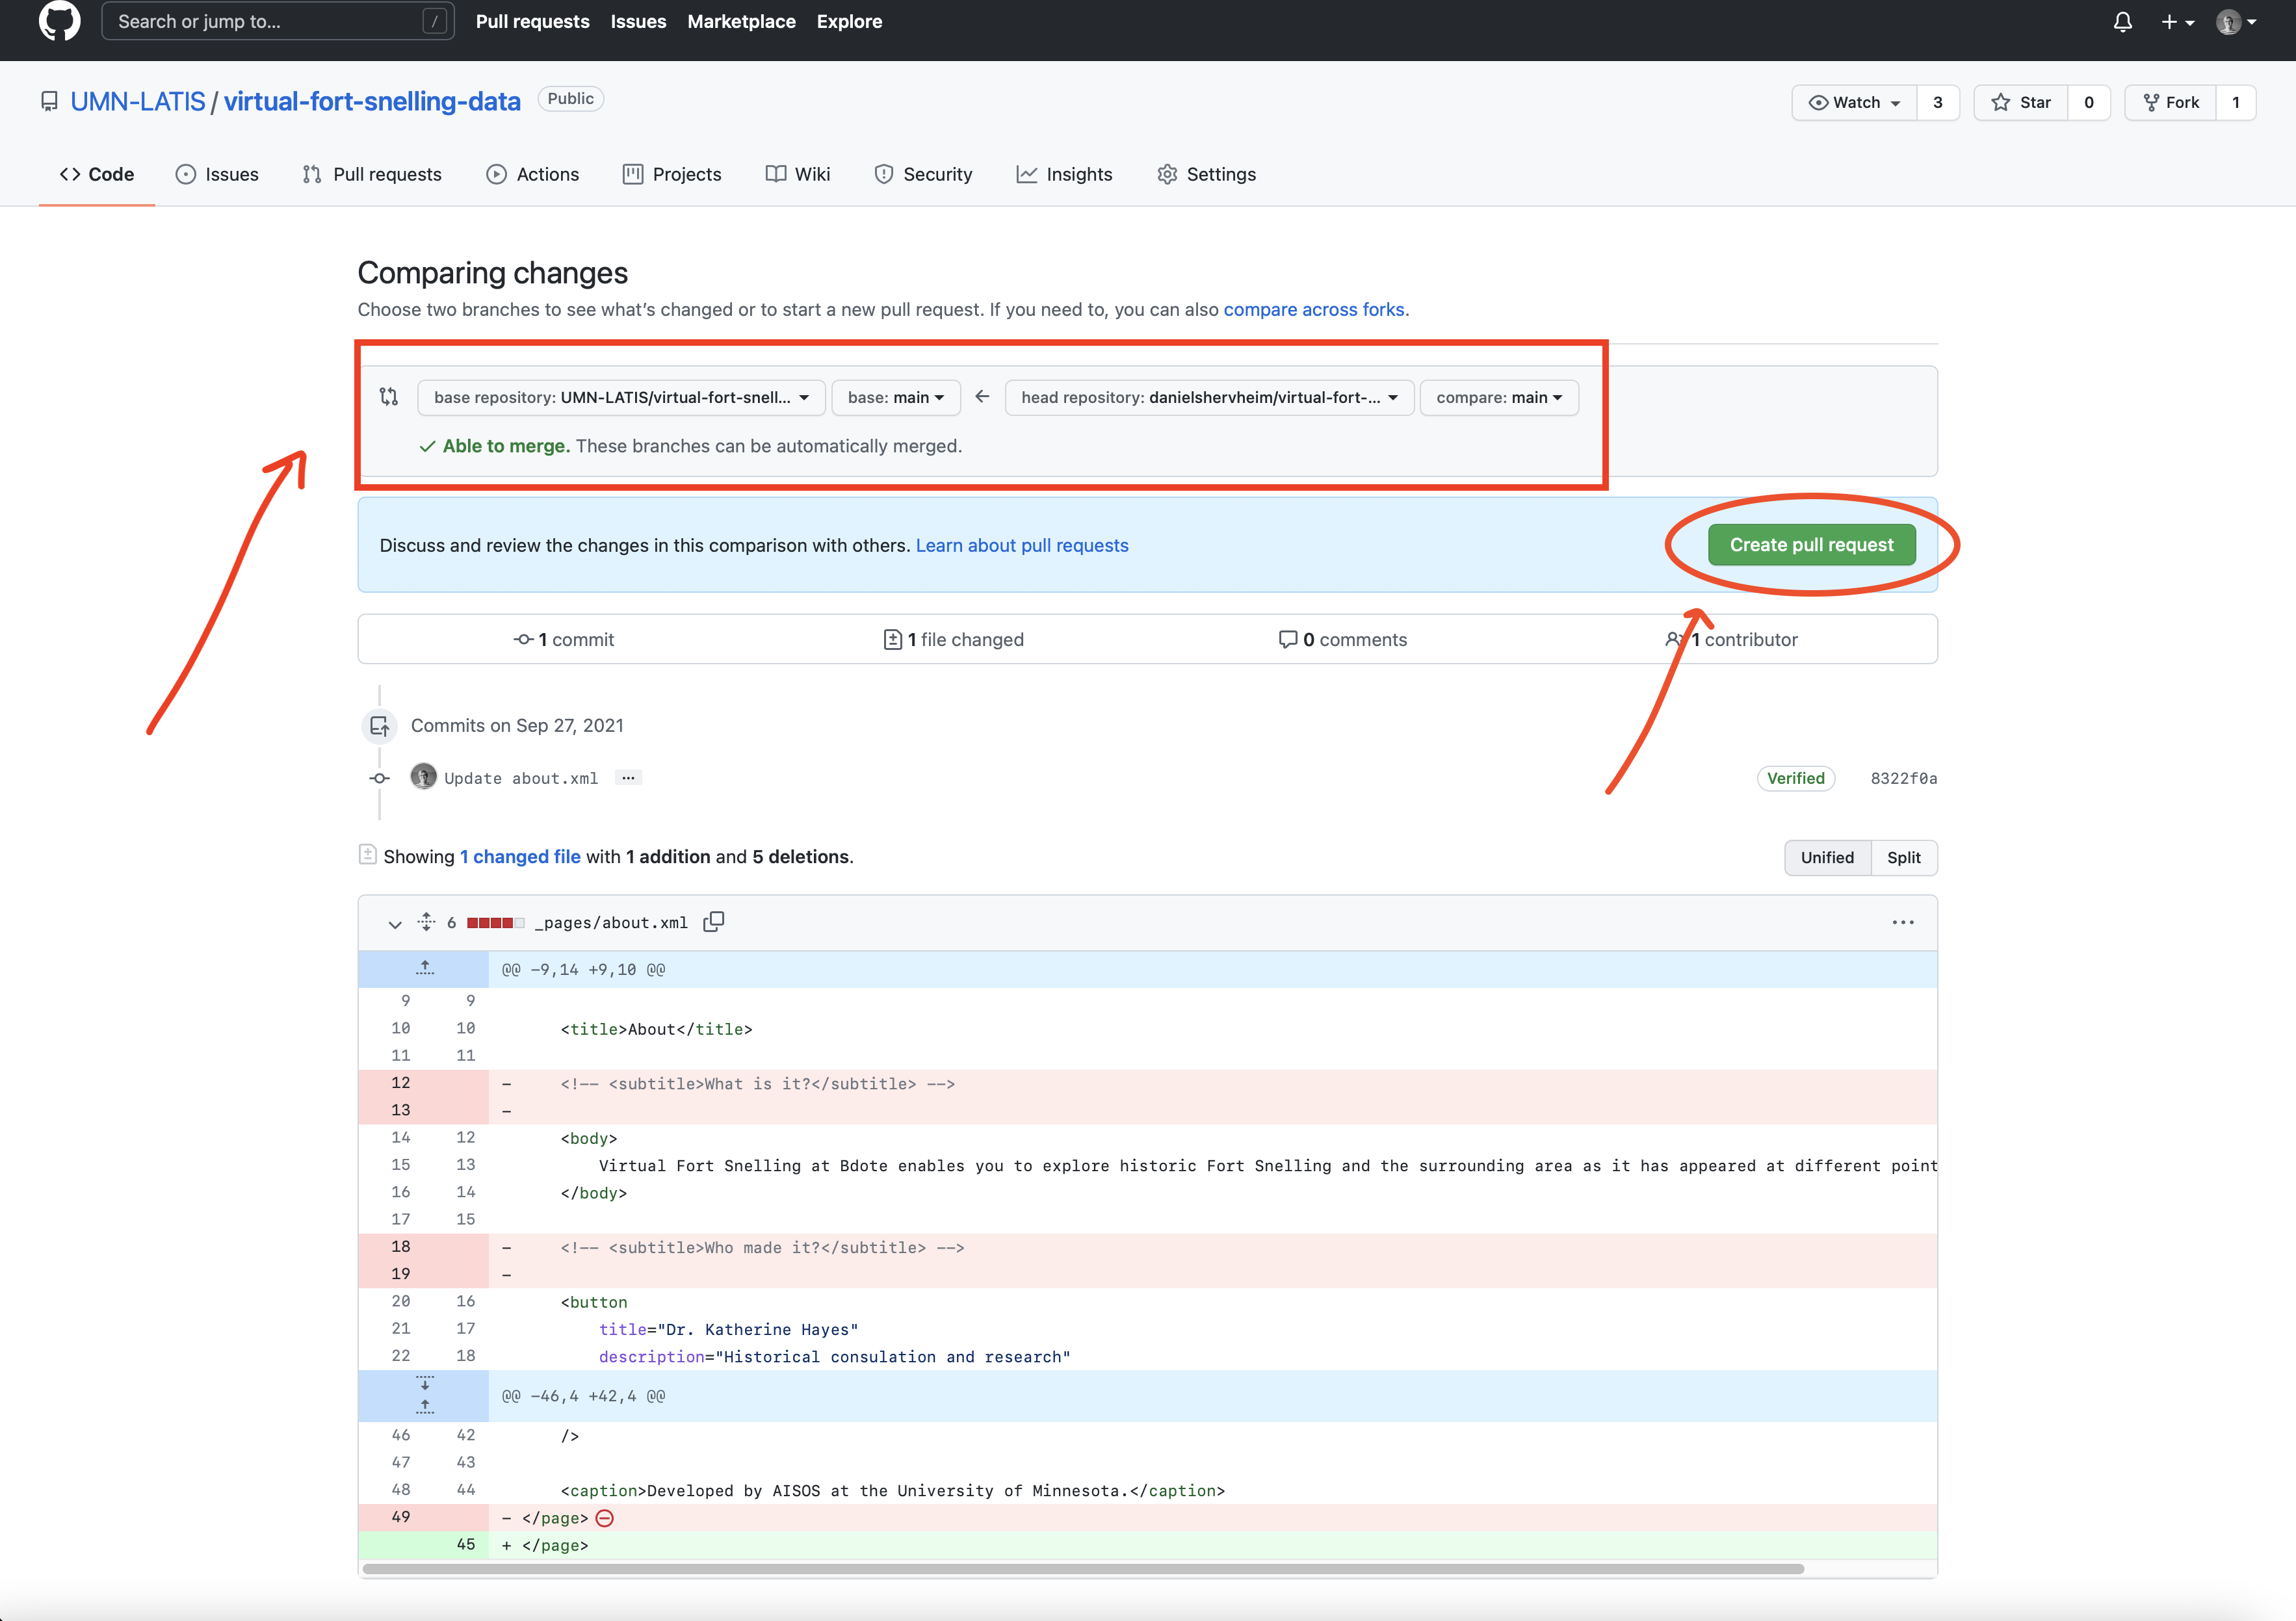 Search or jump to... /
Pull requests Issues Marketplace Explore
UMN-LATIS / virtual-fort-snelling-data Public
Watch 3 Star 0 Fork 1
Code Issues Pull requests Actions Projects Wiki Security Insights Settings
Comparing changes
Choose two branches to see what’s changed or to start a new pull request. If you need to, you can also compare across forks.
base repository: UMN-LATIS/virtual-fort-snell... base: main ← head repository: danielshervheim/virtual-fort-... compare: main
Able to merge. These branches can be automatically merged.
Discuss and review the changes in this comparison with others. Learn about pull requests
Create pull request
1 commit 1 file changed 0 comments 1 contributor
Commits on Sep 27, 2021
Update about.xml ... Verified 8322f0a
Showing 1 changed file with 1 addition and 5 deletions.
Unified Split
6 _pages/about.xml ...
@@ -9,14 +9,10 @@
9 9
10 10 <title>About</title>
11 11
12 - <!-- <subtitle>What is it?</subtitle> -->
13 -
14 12 <body>
15 13 Virtual Fort Snelling at Bdote enables you to explore historic Fort Snelling and the surrounding area as it has appeared at different point
16 14 </body>
17 15
18 - <!-- <subtitle>Who made it?</subtitle> -->
19 -
20 16 <button
21 17 title="Dr. Katherine Hayes"
22 18 description="Historical consulation and research"
@@ -46,4 +42,4 @@
46 42 />
47 43
48 44 <caption>Developed by AISOS at the University of Minnesota.</caption>
49 - </page>
45 + </page>